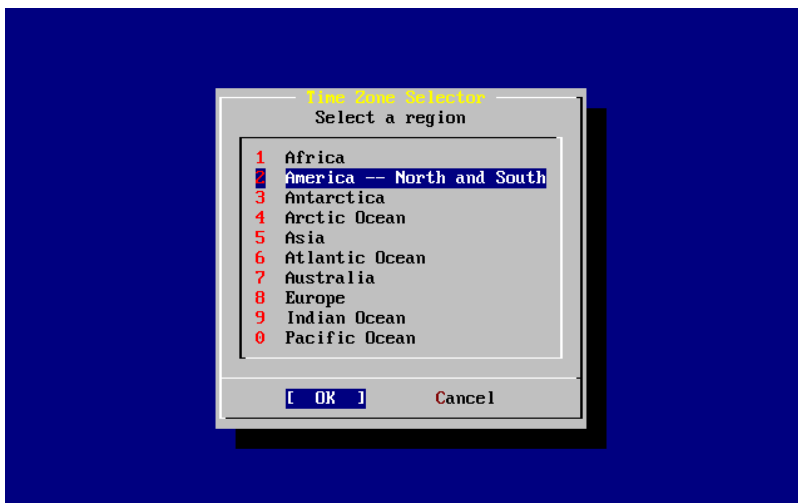 Time Zone Selector
Select a region
1 Africa
2 America -- North and South
3 Antarctica
4 Arctic Ocean
5 Asia
6 Atlantic Ocean
7 Australia
8 Europe
9 Indian Ocean
0 Pacific Ocean
[ OK ] Cancel